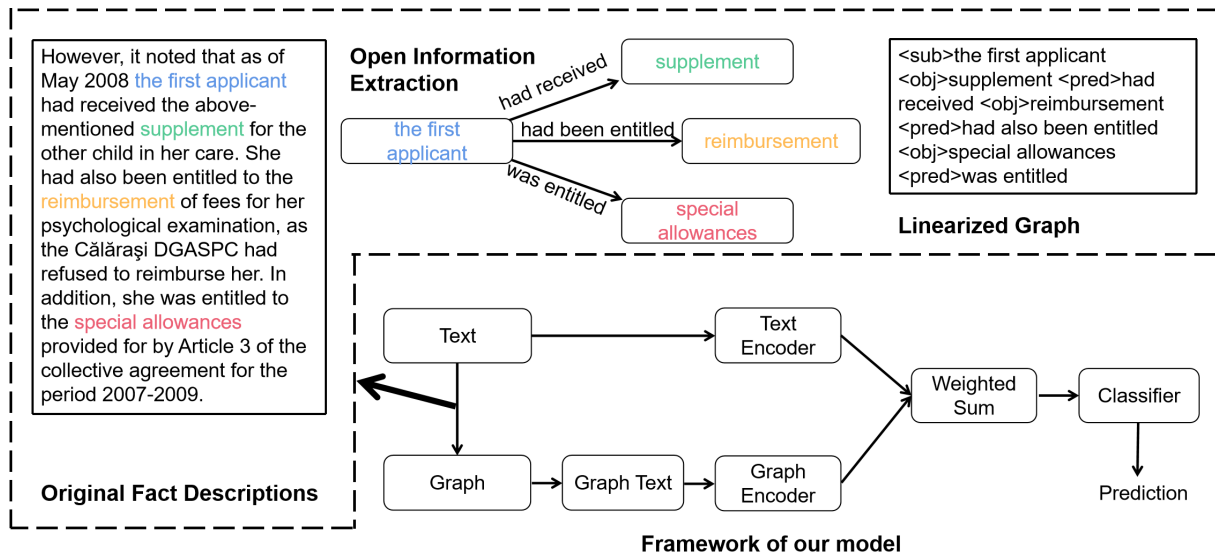 However, it noted that as of
May 2008 the first applicant
had received the above-
mentioned supplement for the
other child in her care. She
had also been entitled to the
reimbursement of fees for her
psychological examination, as
the Călăraşi DGASPC had
refused to reimburse her. In
addition, she was entitled to
the special allowances
provided for by Article 3 of the
collective agreement for the
period 2007-2009.
Original Fact Descriptions
Open Information
Extraction
the first
applicant
had received
supplement
had been entitled
reimbursement
was entitled
special
allowances
<sub>the first applicant
<obj>supplement <pred>had
received <obj>reimbursement
<pred>had also been entitled
<obj>special allowances
<pred>was entitled
Linearized Graph
Text
Text
Encoder
Weighted
Sum
Classifier
Graph
Graph Text
Graph
Encoder
Prediction
Framework of our model